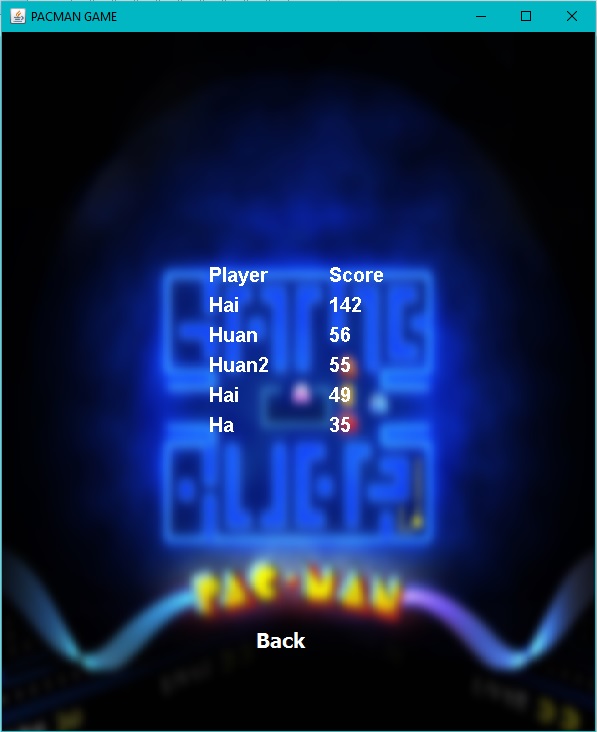 PACMAN GAME
Player Score
Hai 142
Huan 56
Huan2 55
Hai 49
Ha 35
PAC-MAN
Back